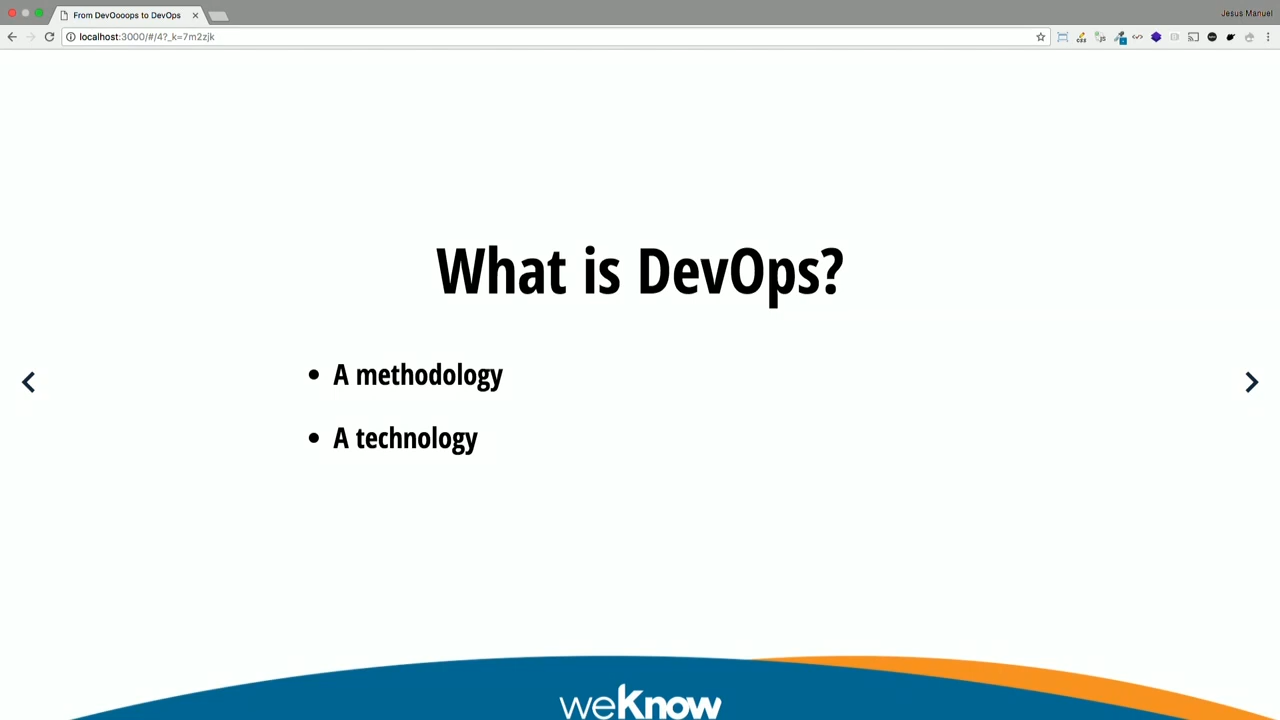 From DevOooops to DevOps
Jesus Manuel
localhost:3000/#/4?_k=7m2zjk
What is DevOps?
• A methodology
• A technology
weKnow